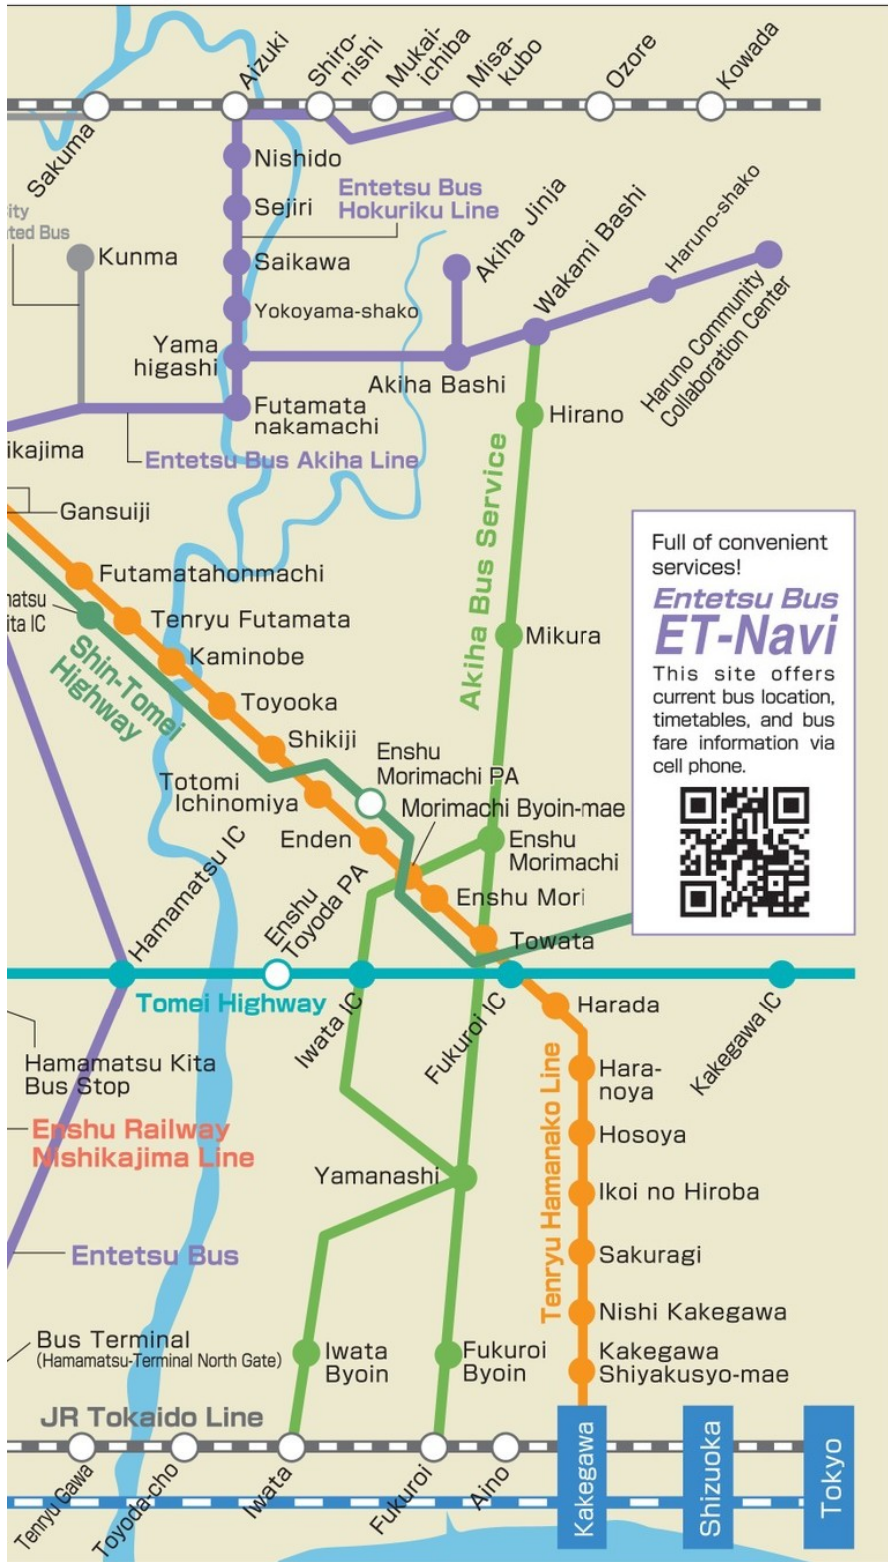 Aizuki
Shiro-
nishi
Mukai-
ichiba
Misa-
kubo
Ozore
Kowada
Sakuma
Nishido
Entetsu Bus
Hokuriku Line
Sejiri
Akiha Jinja
Wakami Bashi
Haruno-shako
ity
ted Bus
Kunma
Saikawa
Yokoyama-shako
Yama
higashi
Akiha Bashi
Haruno Community
Collaboration Center
Futamata
nakamachi
Hirano
ikajima
Entetsu Bus Akiha Line
Gansuiji
Akiha Bus Service
Full of convenient
services!
Entetsu Bus
ET-Navi
This site offers
current bus location,
timetables, and bus
fare information via
cell phone.
Futamatahonmachi
natsu
ita IC
Tenryu Futamata
Mikura
Kaminobe
Shin-Tomei
Highway
Toyooka
Shikiji
Enshu
Morimachi PA
Totomi
Ichinomiya
Morimachi Byoin-mae
Enden
Enshu
Morimachi
Hamamatsu IC
Enshu
Toyoda PA
Enshu Mori
Towata
Tomei Highway
Iwata IC
Fukuroi IC
Harada
Kakegawa IC
Hamamatsu Kita
Bus Stop
Tenryu Hamanako Line
Hara-
noya
Enshu Railway
Nishikajima Line
Hosoya
Yamanashi
Ikoi no Hiroba
Entetsu Bus
Sakuragi
Nishi Kakegawa
Bus Terminal
(Hamamatsu-Terminal North Gate)
Iwata
Byoin
Fukuroi
Byoin
Kakegawa
Shiyakusyo-mae
JR Tokaido Line
Tenryu Gawa
Toyoda-cho
Iwata
Fukuroi
Aino
Kakegawa
Shizuoka
Tokyo